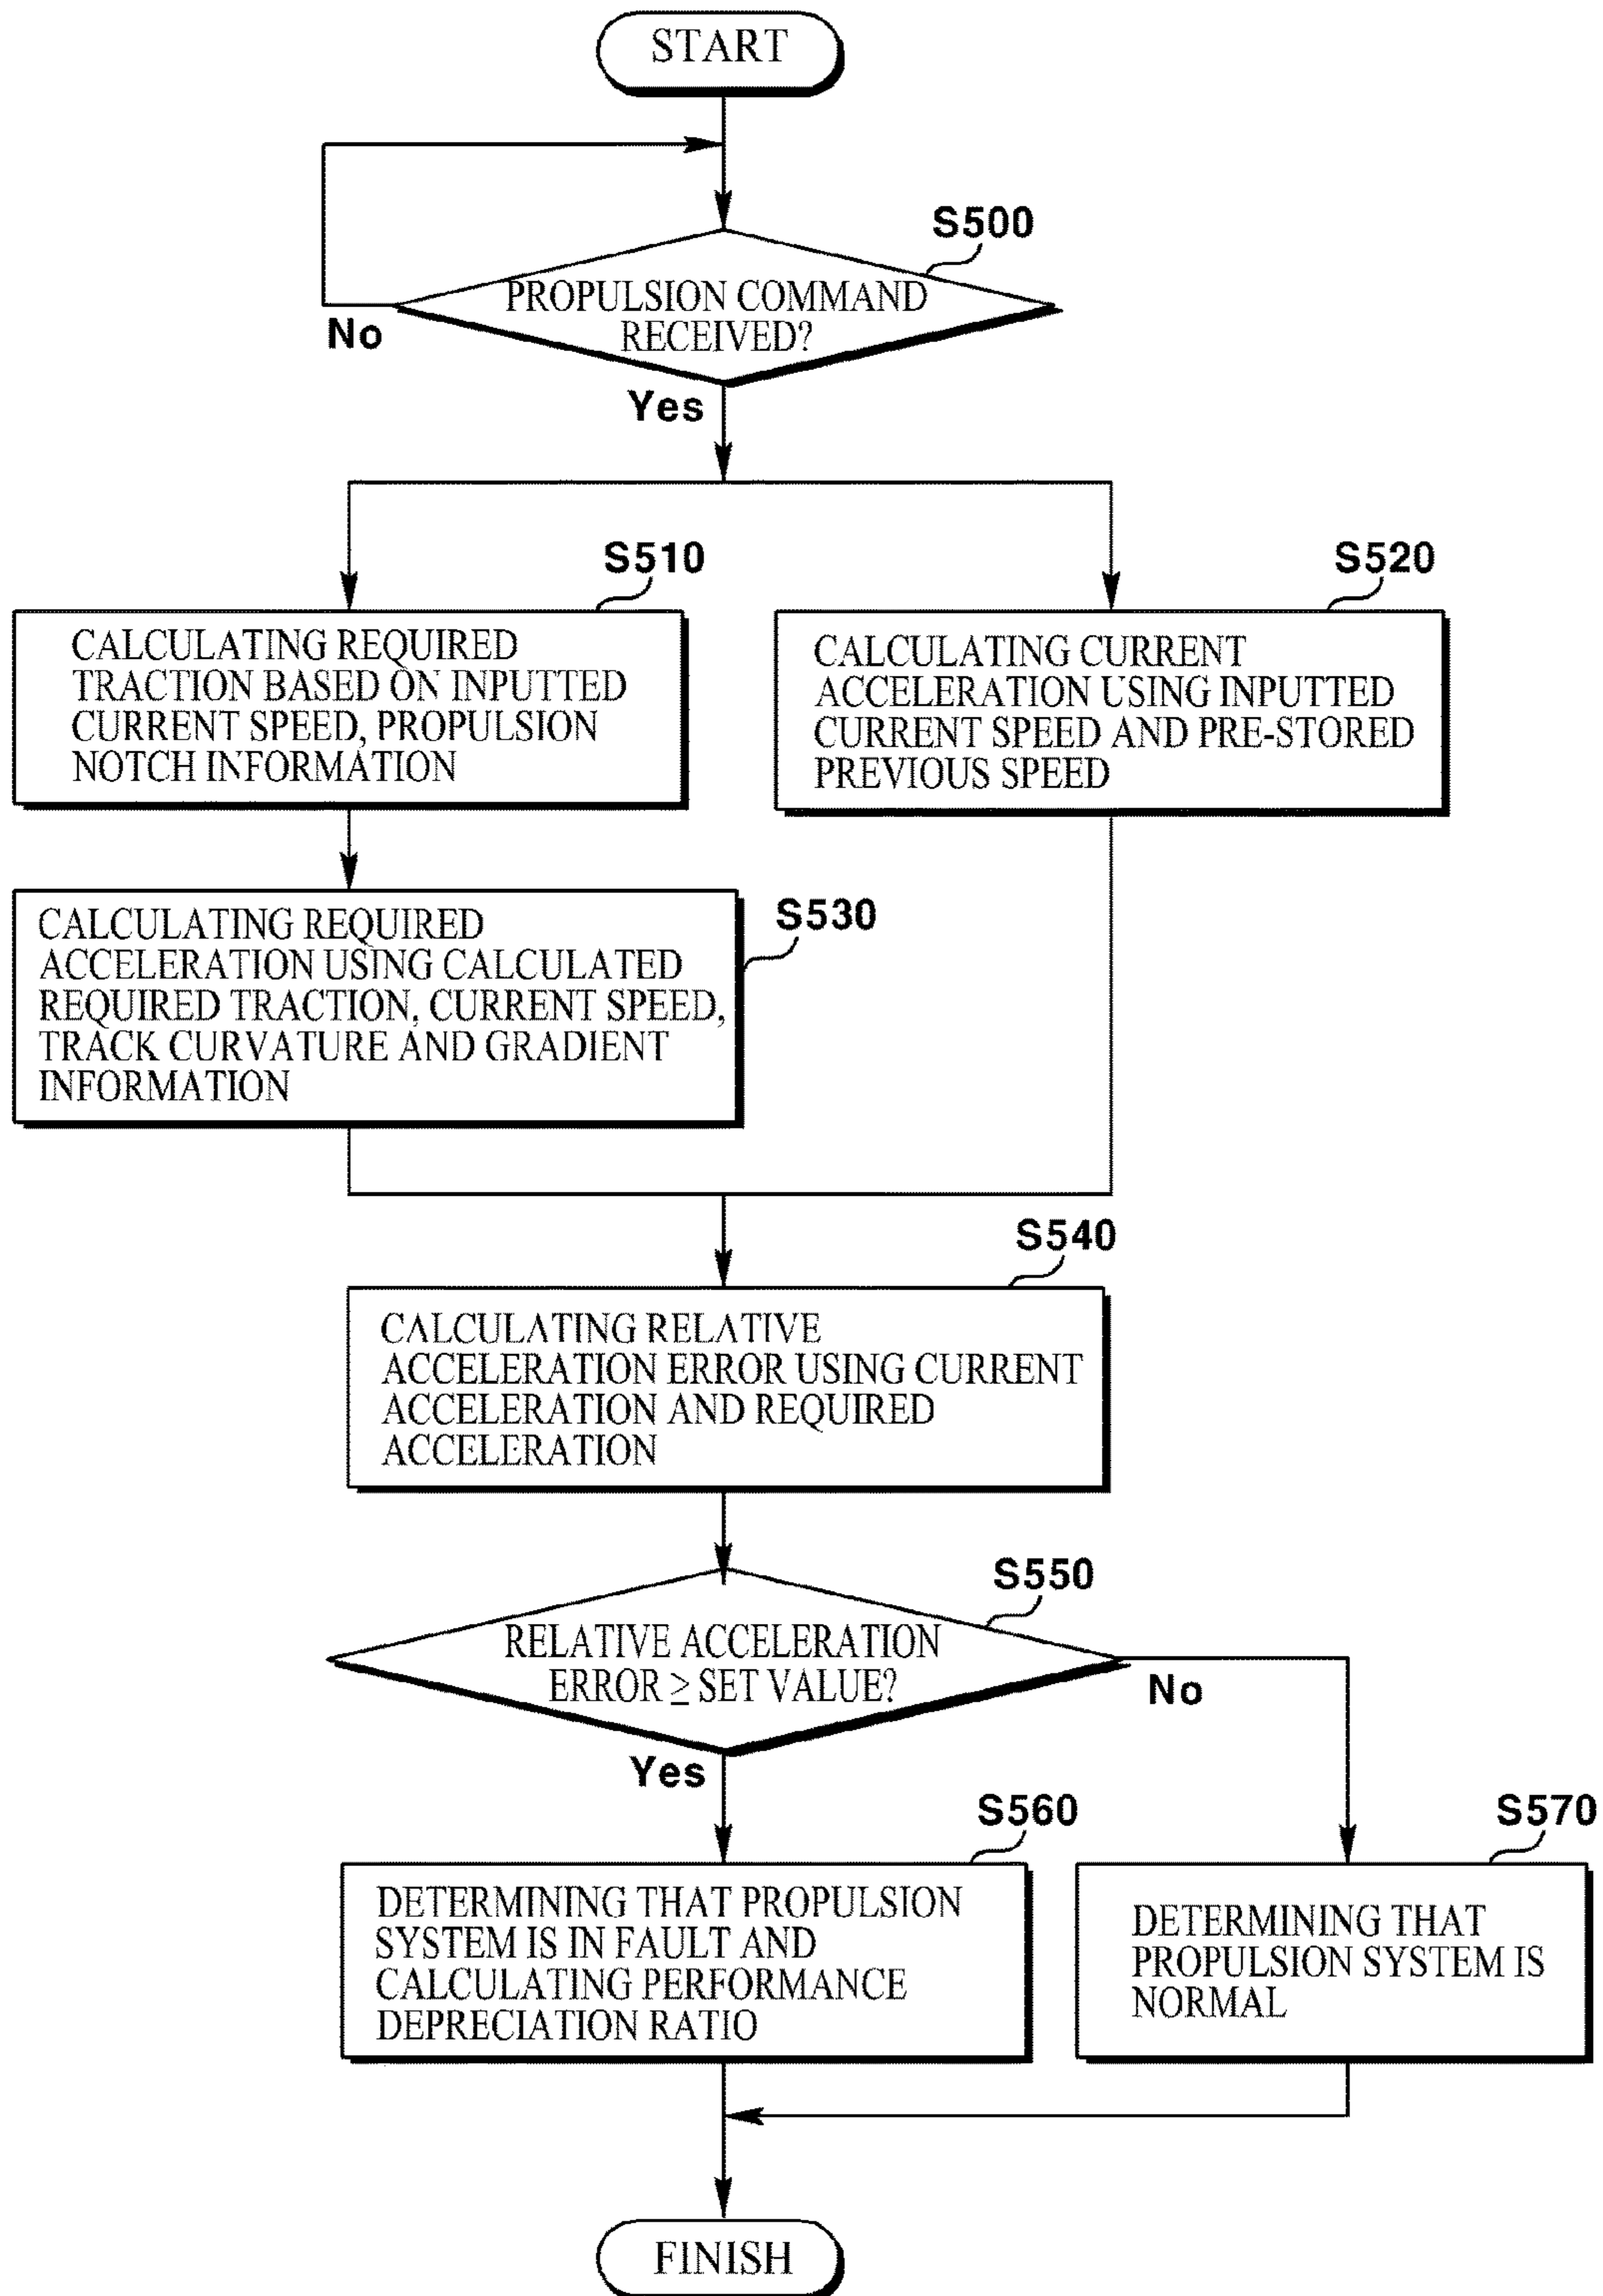 START
S500
PROPULSION COMMAND
RECEIVED?
No
Yes
S510
CALCULATING REQUIRED
TRACTION BASED ON INPUTTED
CURRENT SPEED, PROPULSION
NOTCH INFORMATION
S520
CALCULATING CURRENT
ACCELERATION USING INPUTTED
CURRENT SPEED AND PRE-STORED
PREVIOUS SPEED
S530
CALCULATING REQUIRED
ACCELERATION USING CALCULATED
REQUIRED TRACTION, CURRENT SPEED,
TRACK CURVATURE AND GRADIENT
INFORMATION
S540
CALCULATING RELATIVE
ACCELERATION ERROR USING CURRENT
ACCELERATION AND REQUIRED
ACCELERATION
S550
RELATIVE ACCELERATION
ERROR ≥ SET VALUE?
No
Yes
S560
DETERMINING THAT PROPULSION
SYSTEM IS IN FAULT AND
CALCULATING PERFORMANCE
DEPRECIATION RATIO
S570
DETERMINING THAT
PROPULSION SYSTEM IS
NORMAL
FINISH